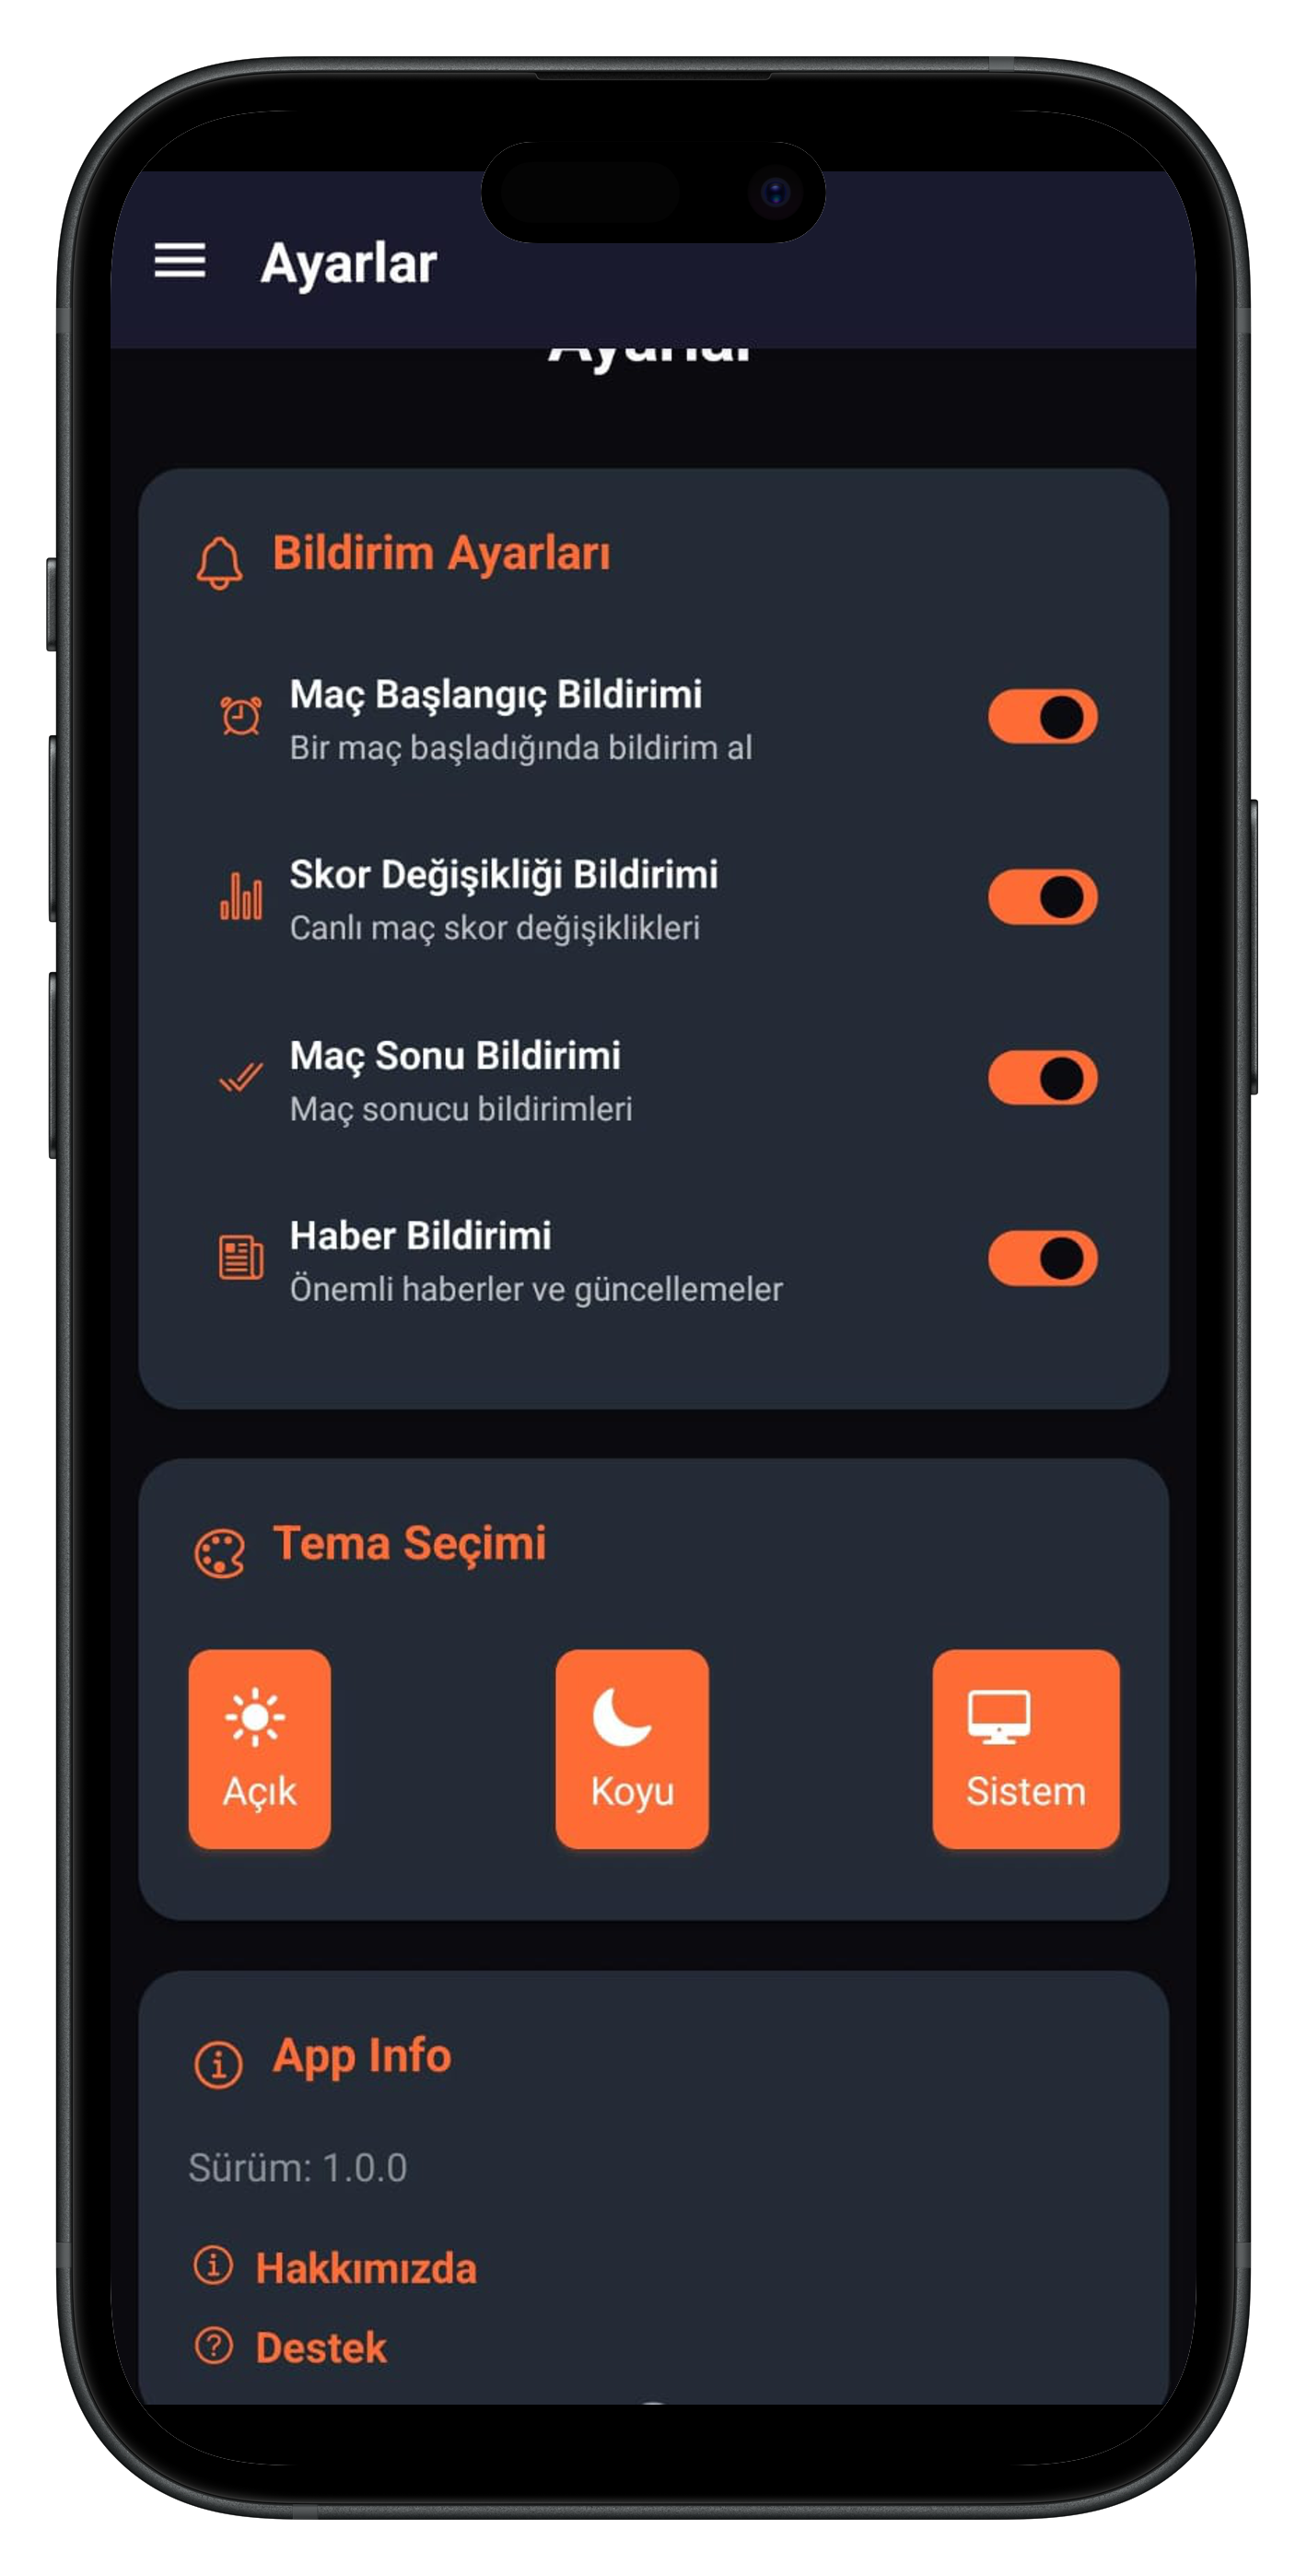 Ayarlar
Ayarlar
Bildirim Ayarları
Maç Başlangıç Bildirimi
Bir maç başladığında bildirim al
Skor Değişikliği Bildirimi
Canlı maç skor değişiklikleri
Maç Sonu Bildirimi
Maç sonucu bildirimleri
Haber Bildirimi
Önemli haberler ve güncellemeler
Tema Seçimi
Açık
Koyu
Sistem
App Info
Sürüm: 1.0.0
Hakkımızda
Destek